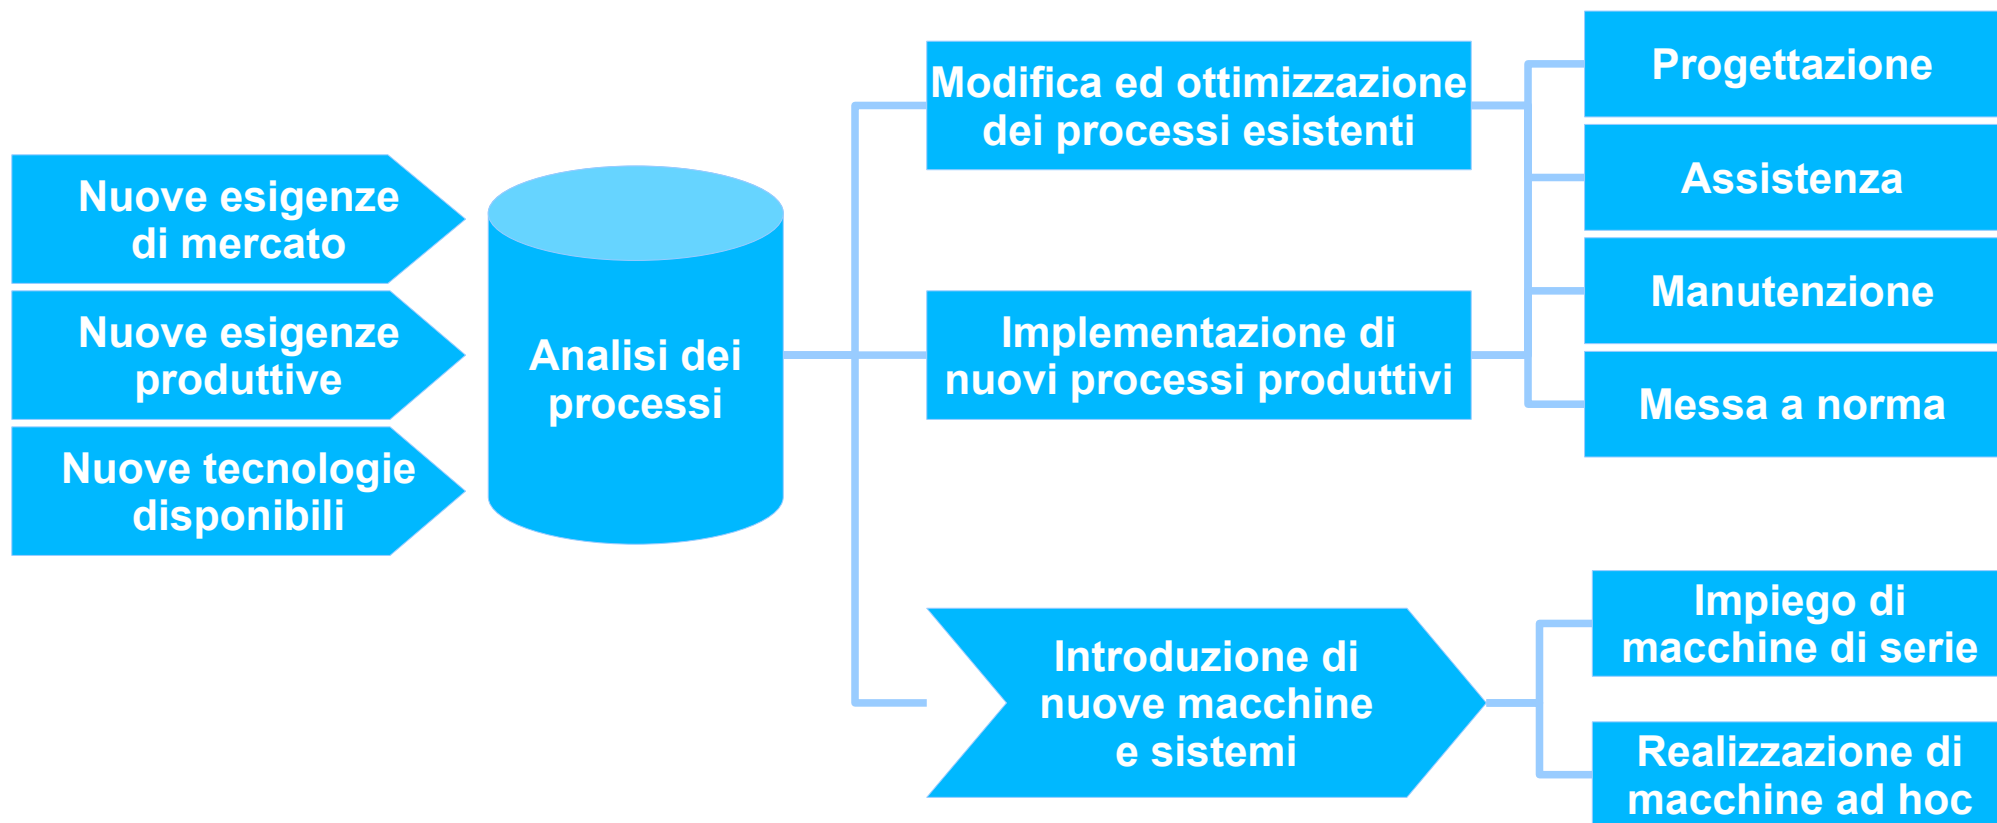 Nuove esigenze
di mercato
Nuove esigenze
produttive
Nuove tecnologie
disponibili
Analisi dei
processi
Modifica ed ottimizzazione
dei processi esistenti
Implementazione di
nuovi processi produttivi
Introduzione di
nuove macchine
e sistemi
Progettazione
Assistenza
Manutenzione
Messa a norma
Impiego di
macchine di serie
Realizzazione di
macchine ad hoc